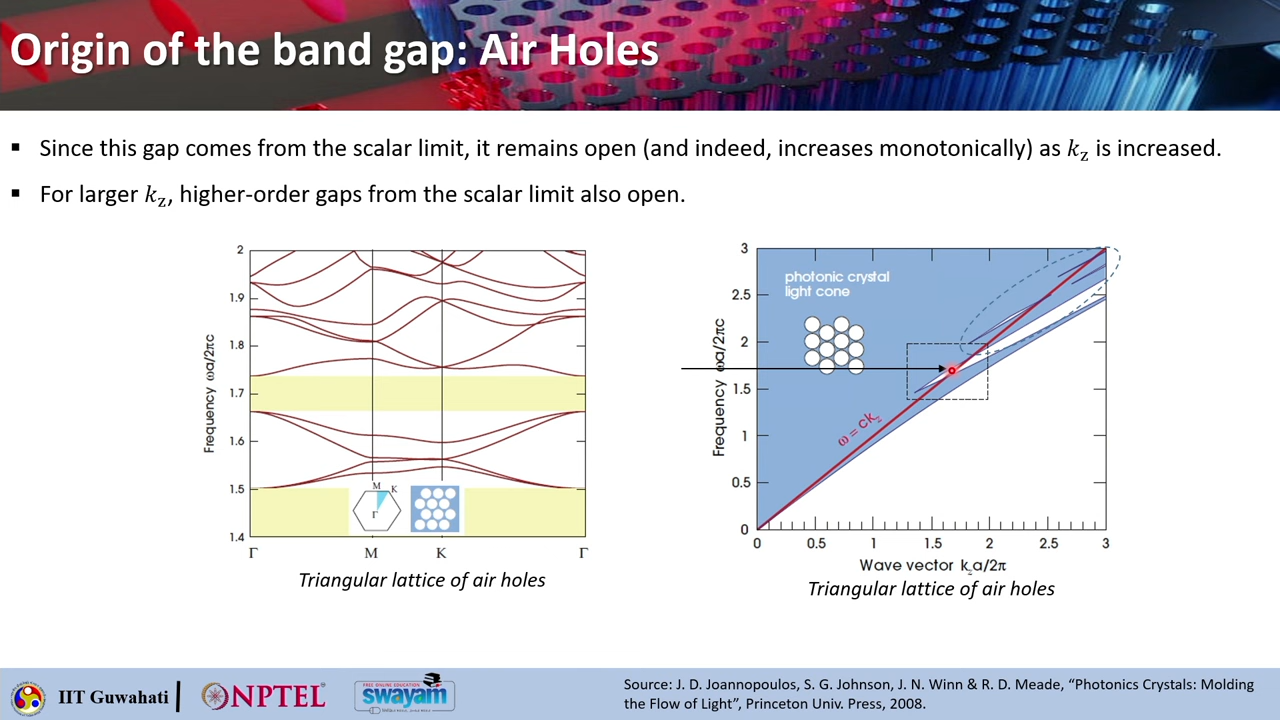 Origin of the band gap: Air Holes
▪ Since this gap comes from the scalar limit, it remains open (and indeed, increases monotonically) as k_z is increased.
▪ For larger k_z, higher-order gaps from the scalar limit also open.
2
1.9
1.8
1.7
1.6
1.5
1.4
Frequency ωa/2πc
M
K
Γ
Γ
M
K
Γ
Triangular lattice of air holes
3
2.5
2
1.5
1
0.5
0
Frequency ωa/2πc
photonic crystal
light cone
ω = ck_z
0
0.5
1
1.5
2
2.5
3
Wave vector k_za/2π
Triangular lattice of air holes
IIT Guwahati
NPTEL
FREE ONLINE EDUCATION
swayam
Source: J. D. Joannopoulos, S. G. Johnson, J. N. Winn & R. D. Meade, “Photonics Crystals: Molding
the Flow of Light”, Princeton Univ. Press, 2008.